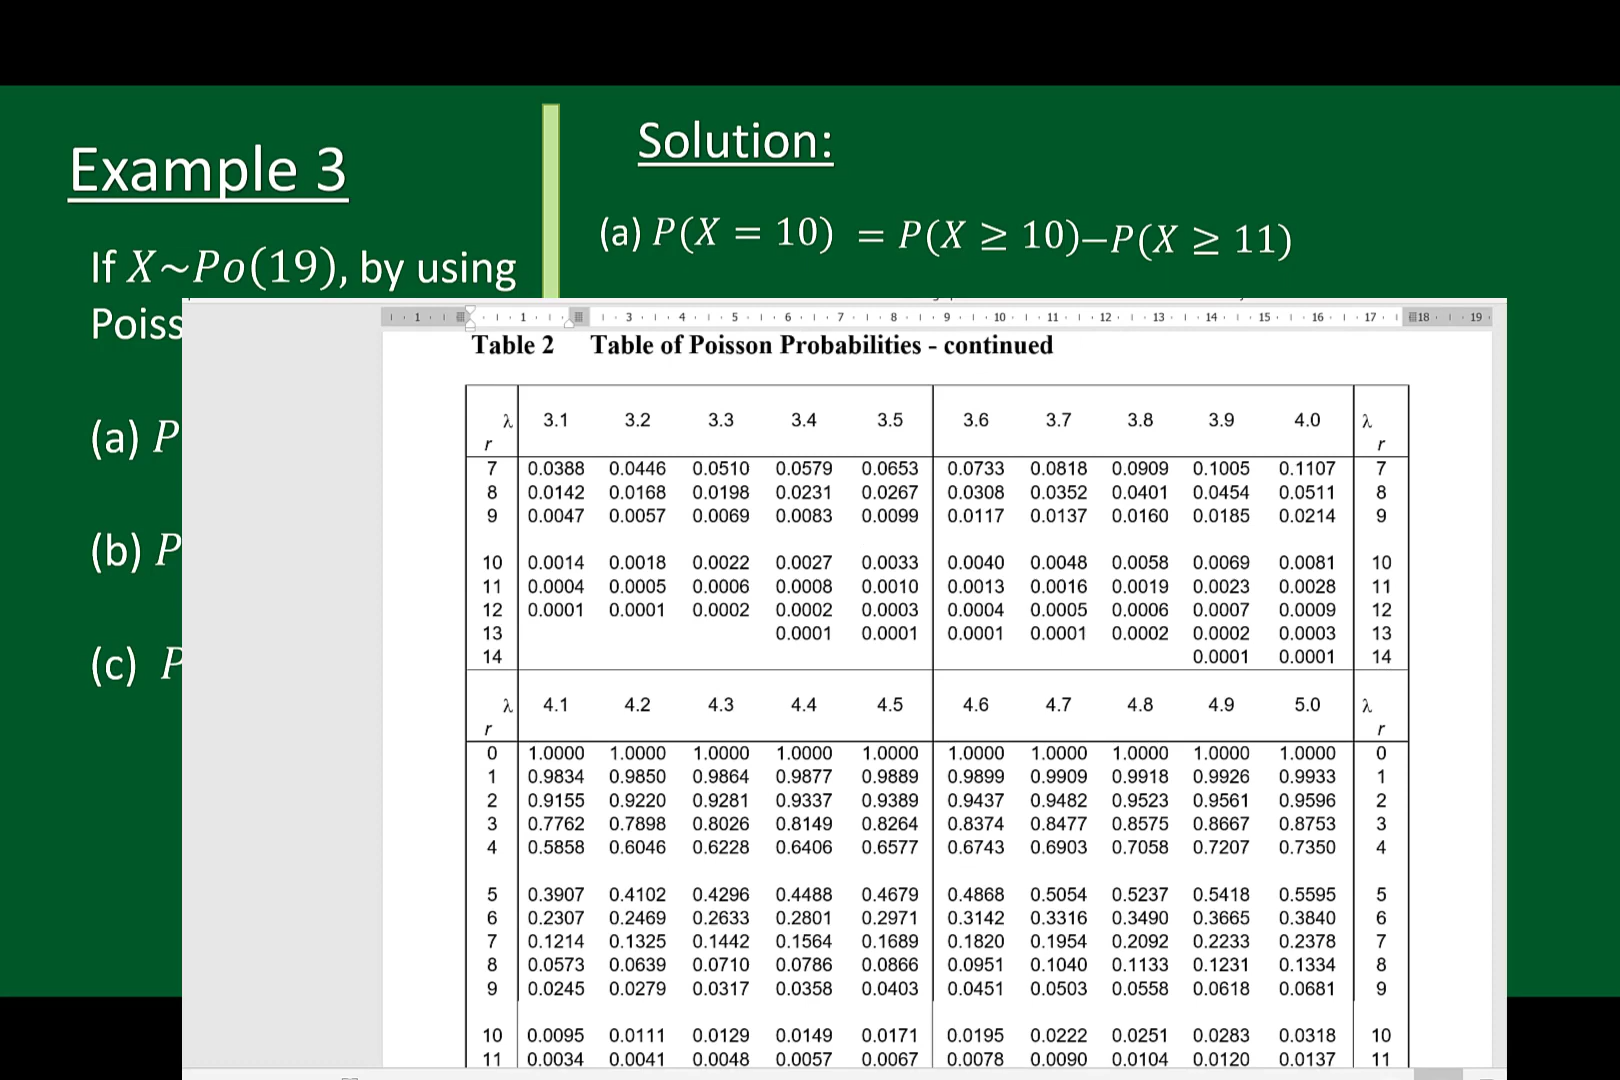 Example 3
If X~Po(19), by using
Poiss
(a) P
(b) P
(c) P
Solution:
(a) P(X = 10) = P(X ≥ 10)−P(X ≥ 11)
1 1 3 4 5 6 7 8 9 10 11 12 13 14 15 16 17 18 19
Table 2 Table of Poisson Probabilities - continued
λ 3.1 3.2 3.3 3.4 3.5 3.6 3.7 3.8 3.9 4.0 λ
r r
7 0.0388 0.0446 0.0510 0.0579 0.0653 0.0733 0.0818 0.0909 0.1005 0.1107 7
8 0.0142 0.0168 0.0198 0.0231 0.0267 0.0308 0.0352 0.0401 0.0454 0.0511 8
9 0.0047 0.0057 0.0069 0.0083 0.0099 0.0117 0.0137 0.0160 0.0185 0.0214 9
10 0.0014 0.0018 0.0022 0.0027 0.0033 0.0040 0.0048 0.0058 0.0069 0.0081 10
11 0.0004 0.0005 0.0006 0.0008 0.0010 0.0013 0.0016 0.0019 0.0023 0.0028 11
12 0.0001 0.0001 0.0002 0.0002 0.0003 0.0004 0.0005 0.0006 0.0007 0.0009 12
13 0.0001 0.0001 0.0001 0.0001 0.0002 0.0002 0.0003 13
14 0.0001 0.0001 14
λ 4.1 4.2 4.3 4.4 4.5 4.6 4.7 4.8 4.9 5.0 λ
r r
0 1.0000 1.0000 1.0000 1.0000 1.0000 1.0000 1.0000 1.0000 1.0000 1.0000 0
1 0.9834 0.9850 0.9864 0.9877 0.9889 0.9899 0.9909 0.9918 0.9926 0.9933 1
2 0.9155 0.9220 0.9281 0.9337 0.9389 0.9437 0.9482 0.9523 0.9561 0.9596 2
3 0.7762 0.7898 0.8026 0.8149 0.8264 0.8374 0.8477 0.8575 0.8667 0.8753 3
4 0.5858 0.6046 0.6228 0.6406 0.6577 0.6743 0.6903 0.7058 0.7207 0.7350 4
5 0.3907 0.4102 0.4296 0.4488 0.4679 0.4868 0.5054 0.5237 0.5418 0.5595 5
6 0.2307 0.2469 0.2633 0.2801 0.2971 0.3142 0.3316 0.3490 0.3665 0.3840 6
7 0.1214 0.1325 0.1442 0.1564 0.1689 0.1820 0.1954 0.2092 0.2233 0.2378 7
8 0.0573 0.0639 0.0710 0.0786 0.0866 0.0951 0.1040 0.1133 0.1231 0.1334 8
9 0.0245 0.0279 0.0317 0.0358 0.0403 0.0451 0.0503 0.0558 0.0618 0.0681 9
10 0.0095 0.0111 0.0129 0.0149 0.0171 0.0195 0.0222 0.0251 0.0283 0.0318 10
11 0.0034 0.0041 0.0048 0.0057 0.0067 0.0078 0.0090 0.0104 0.0120 0.0137 11